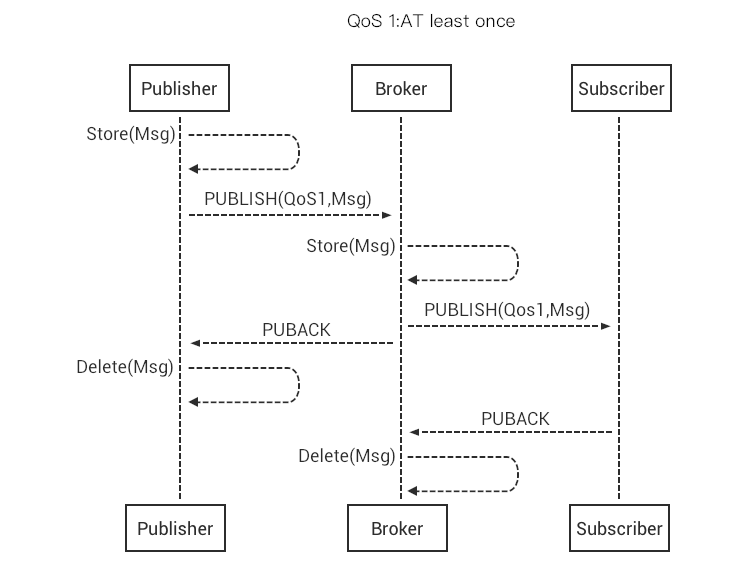 QoS 1:AT least once
Publisher
Broker
Subscriber
Store(Msg)
PUBLISH(QoS1,Msg)
Store(Msg)
PUBLISH(Qos1,Msg)
PUBACK
Delete(Msg)
PUBACK
Delete(Msg)
Publisher
Broker
Subscriber